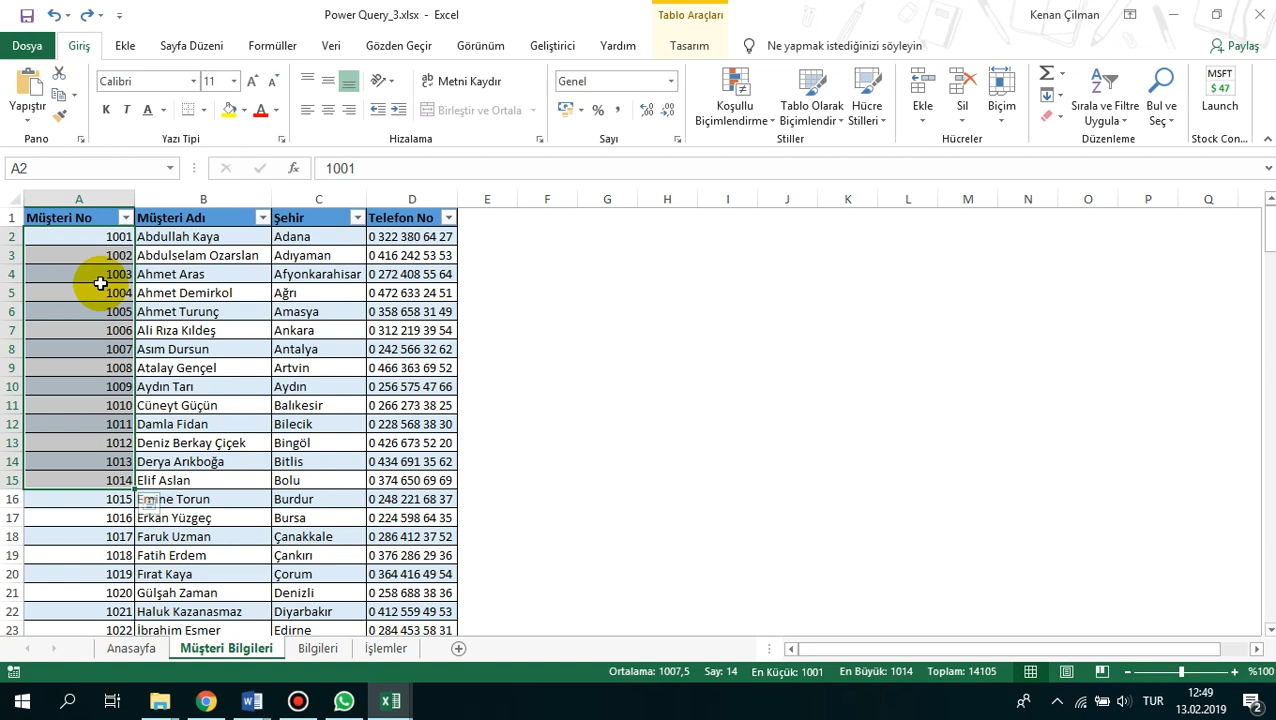 Power Query_3.xlsx - Excel
Tablo Araçları
Kenan Çilman
Dosya Giriş Ekle Sayfa Düzeni Formüller Veri Gözden Geçir Görünüm Geliştirici Yardım Tasarım Ne yapmak istediğinizi söyleyin Paylaş
Yapıştır
Calibri 11
K T A
Metni Kaydır
Birleştir ve Ortala
Genel
Koşullu Biçimlendirme
Tablo Olarak Biçimlendir
Hücre Stilleri
Ekle
Sil
Biçim
Sırala ve Filtre Uygula
Bul ve Seç
MSFT $ 47
Launch
Pano Yazı Tipi Hizalama Sayı Stiller Hücreler Düzenleme Stock Con...
A2 fx 1001
A B C D E F G H I J K L M N O P Q
1 Müşteri No Müşteri Adı Şehir Telefon No
2 1001 Abdullah Kaya Adana 0 322 380 64 27
3 1002 Abdulselam Ozarslan Adıyaman 0 416 242 53 53
4 1003 Ahmet Aras Afyonkarahisar 0 272 408 55 64
5 1004 Ahmet Demirkol Ağrı 0 472 633 24 51
6 1005 Ahmet Turunç Amasya 0 358 658 31 49
7 1006 Ali Rıza Kıldeş Ankara 0 312 219 39 54
8 1007 Asım Dursun Antalya 0 242 566 32 62
9 1008 Atalay Gençel Artvin 0 466 363 69 52
10 1009 Aydın Tarı Aydın 0 256 575 47 66
11 1010 Cüneyt Güçün Balıkesir 0 266 273 38 25
12 1011 Damla Fidan Bilecik 0 228 568 38 30
13 1012 Deniz Berkay Çiçek Bingöl 0 426 673 52 20
14 1013 Derya Arıkboğa Bitlis 0 434 691 35 62
15 1014 Elif Aslan Bolu 0 374 650 69 69
16 1015 Emine Torun Burdur 0 248 221 68 37
17 1016 Erkan Yüzgeç Bursa 0 224 598 64 35
18 1017 Faruk Uzman Çanakkale 0 286 412 37 52
19 1018 Fatih Erdem Çankırı 0 376 286 29 36
20 1019 Fırat Kaya Çorum 0 364 416 49 54
21 1020 Gülşah Zaman Denizli 0 258 688 38 36
22 1021 Haluk Kazanasmaz Diyarbakır 0 412 559 49 53
23 1022 İbrahim Esmer Edirne 0 284 453 58 31
Anasayfa Müşteri Bilgileri Bilgileri İşlemler
Ortalama: 1007,5 Say: 14 En Küçük: 1001 En Büyük: 1014 Toplam: 14105 %100
TUR
12:49
13.02.2019
2